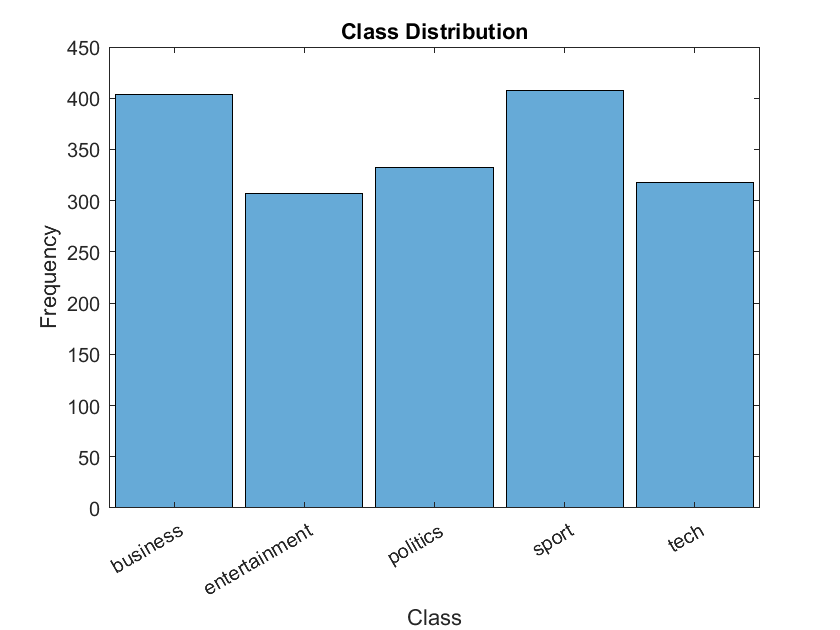 Class Distribution
450
400
350
300
250
200
150
100
50
0
Frequency
business
entertainment
politics
sport
tech
Class